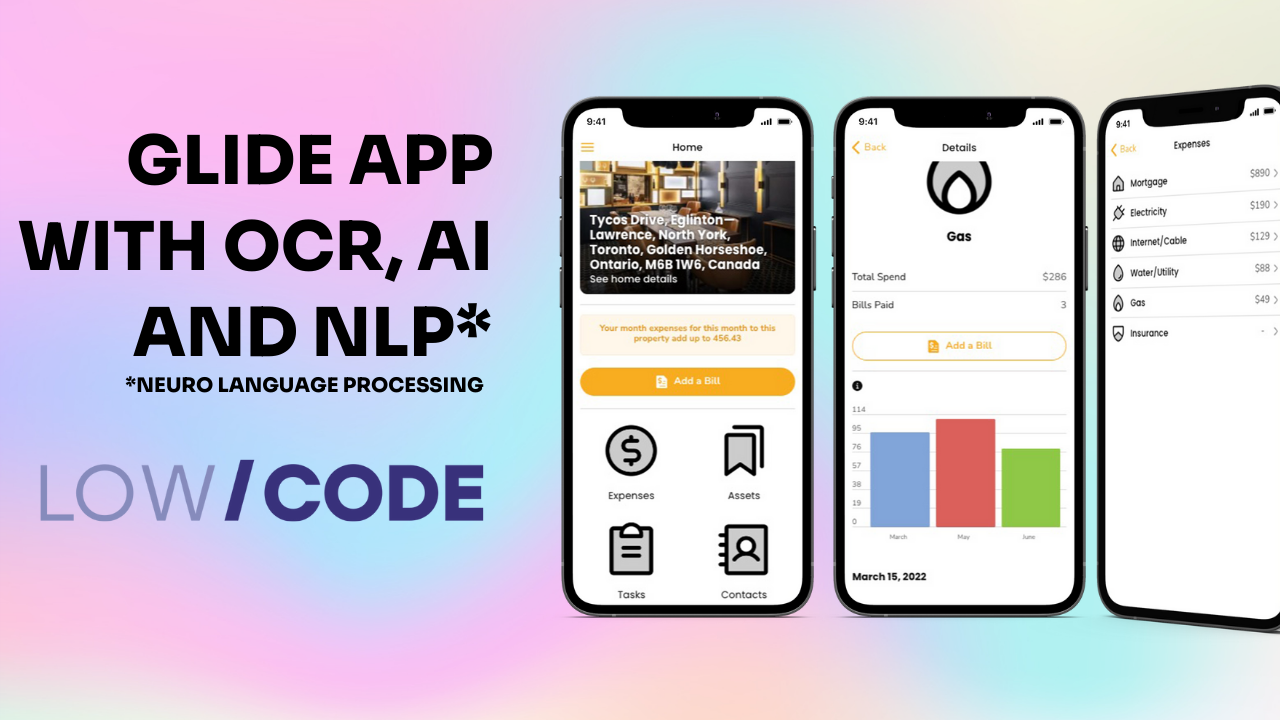 GLIDE APP
WITH OCR, AI
AND NLP*
*NEURO LANGUAGE PROCESSING
LOW/CODE
9:41
Home
Tycos Drive, Eglinton—
Lawrence, North York,
Toronto, Golden Horseshoe,
Ontario, M6B 1W6, Canada
See home details
Your month expenses for this month to this
property add up to 456.43
Add a Bill
Expenses
Assets
Tasks
Contacts
9:41
Back
Details
Gas
Total Spend $286
Bills Paid 3
Add a Bill
114
95
76
57
38
19
0
March May June
March 15, 2022
9:41
Back
Expenses
Mortgage $890
Electricity $190
Internet/Cable $129
Water/Utility $88
Gas $49
Insurance -